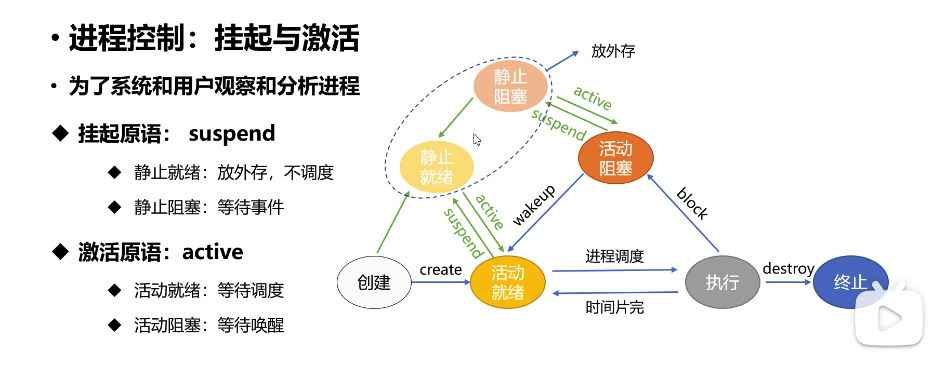 • 进程控制：挂起与激活
• 为了系统和用户观察和分析进程
◆ 挂起原语： suspend
◆ 静止就绪：放外存，不调度
◆ 静止阻塞：等待事件
◆ 激活原语：active
◆ 活动就绪：等待调度
◆ 活动阻塞：等待唤醒
放外存
静止
阻塞
active
suspend
活动
阻塞
静止
就绪
active
suspend
wakeup
block
创建
create
活动
就绪
进程调度
时间片完
执行
destroy
终止